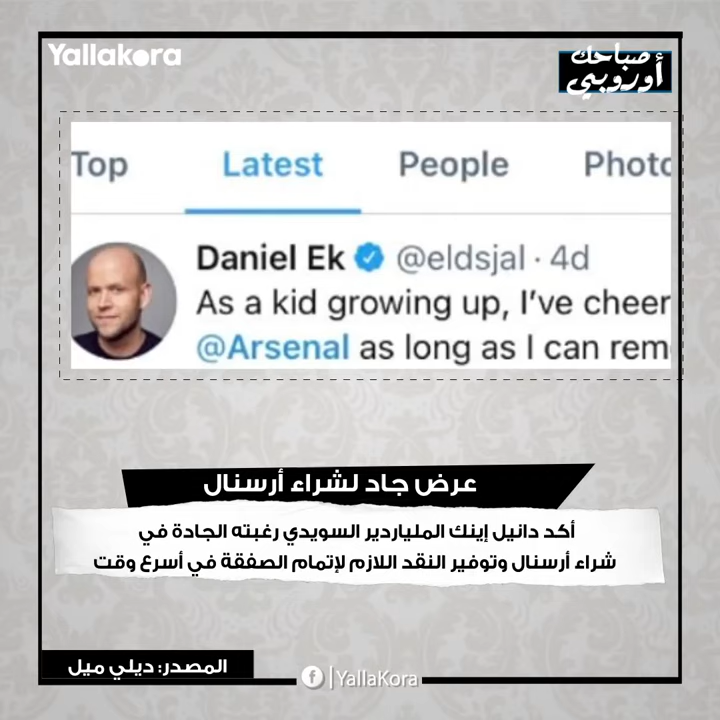 Yallakora
صباحك
أوروبي
Top Latest People Photo
Daniel Ek @eldsjal · 4d
As a kid growing up, I've cheer
@Arsenal as long as I can rem
عرض جاد لشراء أرسنال
أكد دانيل إينك الملياردير السويدي رغبته الجادة في
شراء أرسنال وتوفير النقد اللازم لإتمام الصفقة في أسرع وقت
المصدر: ديلي ميل
f | YallaKora